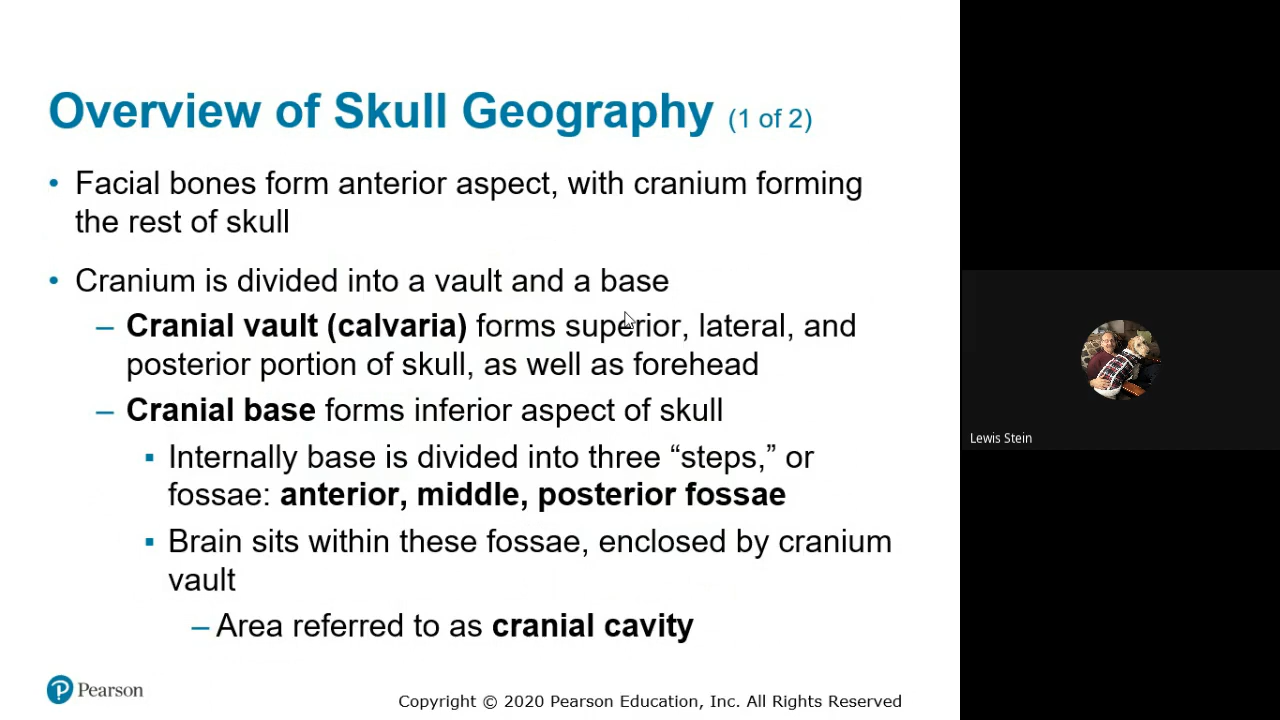 Overview of Skull Geography (1 of 2)
• Facial bones form anterior aspect, with cranium forming
the rest of skull
• Cranium is divided into a vault and a base
– Cranial vault (calvaria) forms superior, lateral, and
posterior portion of skull, as well as forehead
– Cranial base forms inferior aspect of skull
▪ Internally base is divided into three “steps,” or
fossae: anterior, middle, posterior fossae
▪ Brain sits within these fossae, enclosed by cranium
vault
– Area referred to as cranial cavity
Pearson
Copyright © 2020 Pearson Education, Inc. All Rights Reserved
Lewis Stein